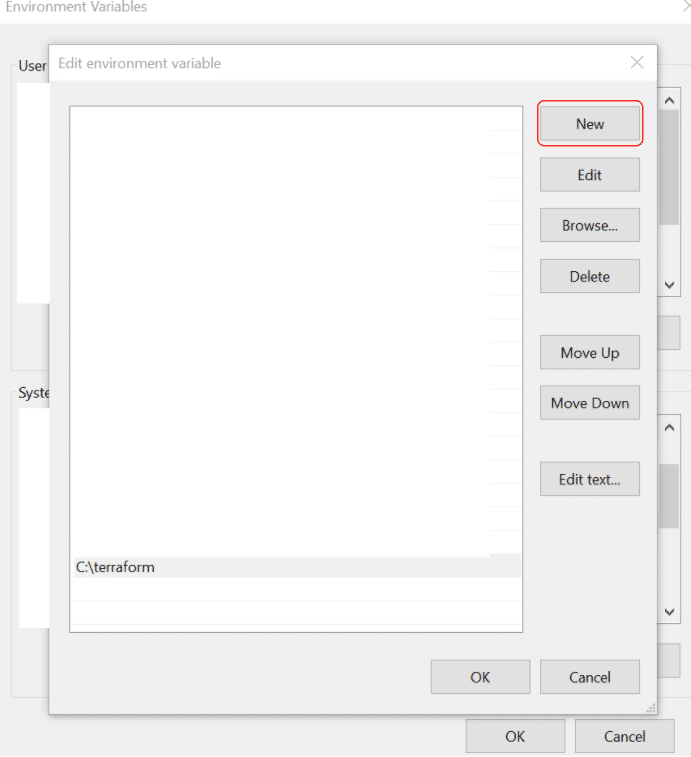 Environment Variables
User
Edit environment variable
New
Edit
Browse...
Delete
Move Up
Move Down
Edit text...
Syste
C:\terraform
OK
Cancel
OK
Cancel